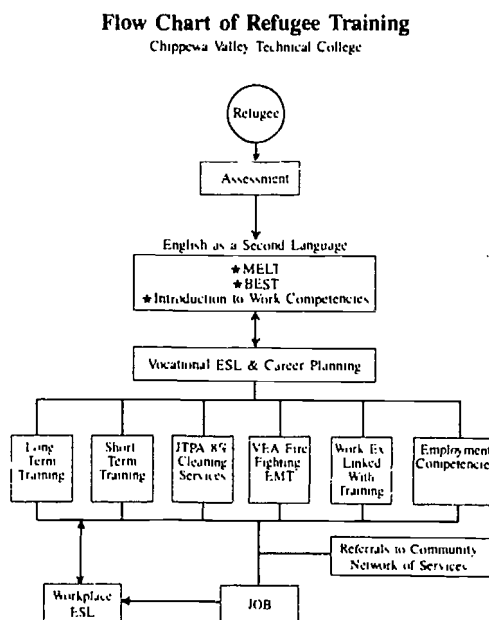 Flow Chart of Refugee Training
Chippewa Valley Technical College
Refugee
Assessment
English as a Second Language
★MELT
★BEST
★Introduction to Work Competencies
Vocational ESL & Career Planning
Long
Term
Training
Short
Term
Training
JTPA 8%
Cleaning
Services
VEA Fire
Fighting
EMT
Work Ex
Linked
With
Training
Employment
Competencies
Referrals to Community
Network of Services
Workplace
ESL
JOB